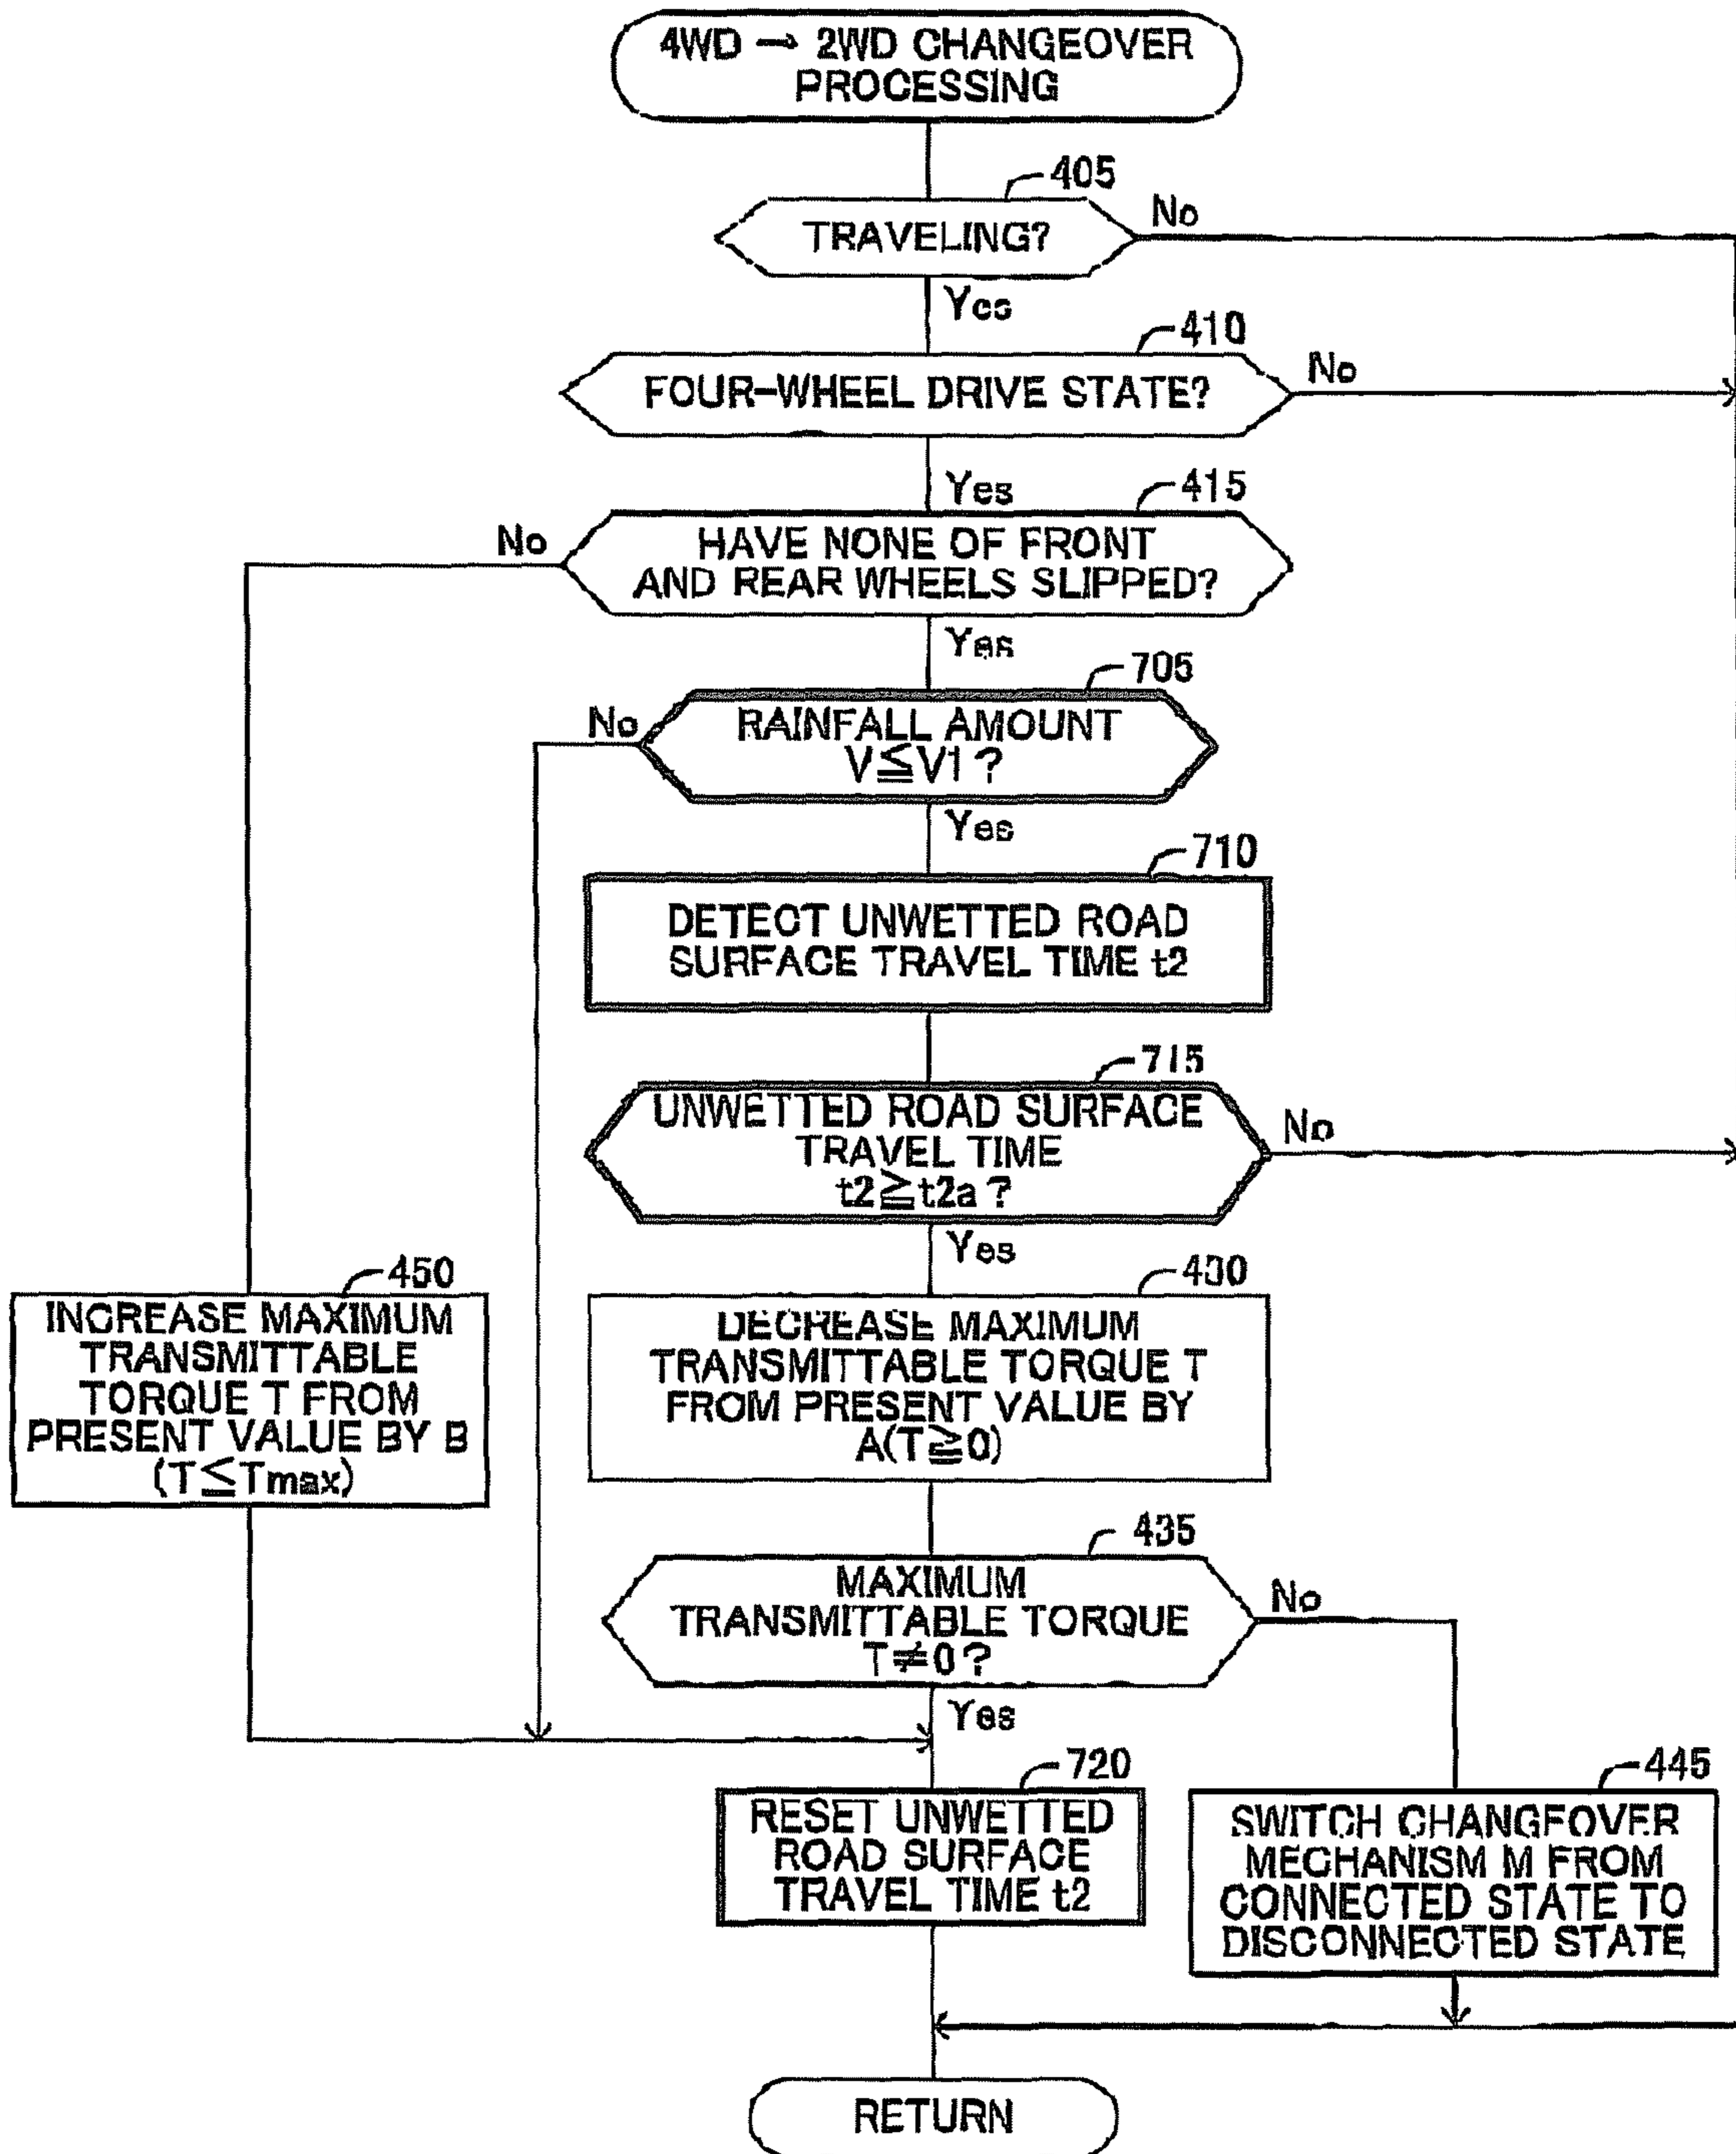 4WD → 2WD CHANGEOVER
PROCESSING
405
TRAVELING?
No
Yes
410
FOUR-WHEEL DRIVE STATE?
No
Yes
415
HAVE NONE OF FRONT
AND REAR WHEELS SLIPPED?
No
Yes
705
RAINFALL AMOUNT
V≦V1?
No
Yes
710
DETECT UNWETTED ROAD
SURFACE TRAVEL TIME t2
715
UNWETTED ROAD SURFACE
TRAVEL TIME
t2≧t2a?
No
Yes
450
INCREASE MAXIMUM
TRANSMITTABLE
TORQUE T FROM
PRESENT VALUE BY B
(T≦Tmax)
430
DECREASE MAXIMUM
TRANSMITTABLE TORQUE T
FROM PRESENT VALUE BY
A(T≧0)
435
MAXIMUM
TRANSMITTABLE TORQUE
T≠0?
No
Yes
720
RESET UNWETTED
ROAD SURFACE
TRAVEL TIME t2
445
SWITCH CHANGEOVER
MECHANISM M FROM
CONNECTED STATE TO
DISCONNECTED STATE
RETURN